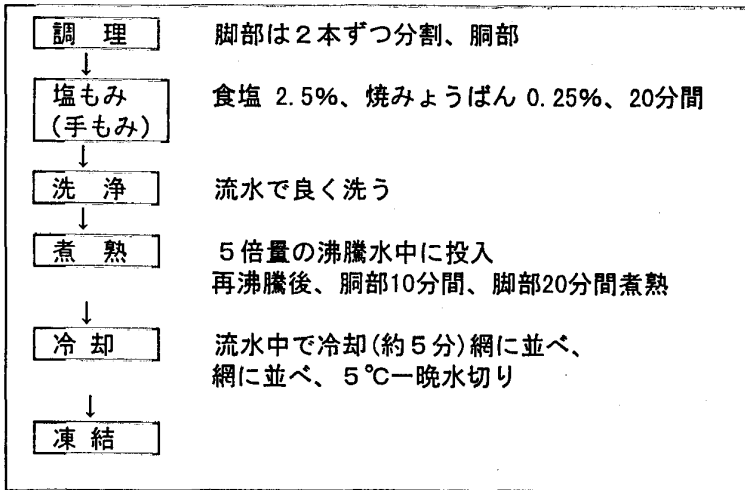 調 理 脚部は2本ずつ分割、胴部
↓
塩もみ 食塩 2.5%、焼みょうばん 0.25%、20分間
(手もみ)
↓
洗 浄 流水で良く洗う
↓
煮 熟 5倍量の沸騰水中に投入
再沸騰後、胴部10分間、脚部20分間煮熟
↓
冷 却 流水中で冷却(約5分)網に並べ、
網に並べ、5℃一晩水切り
↓
凍 結